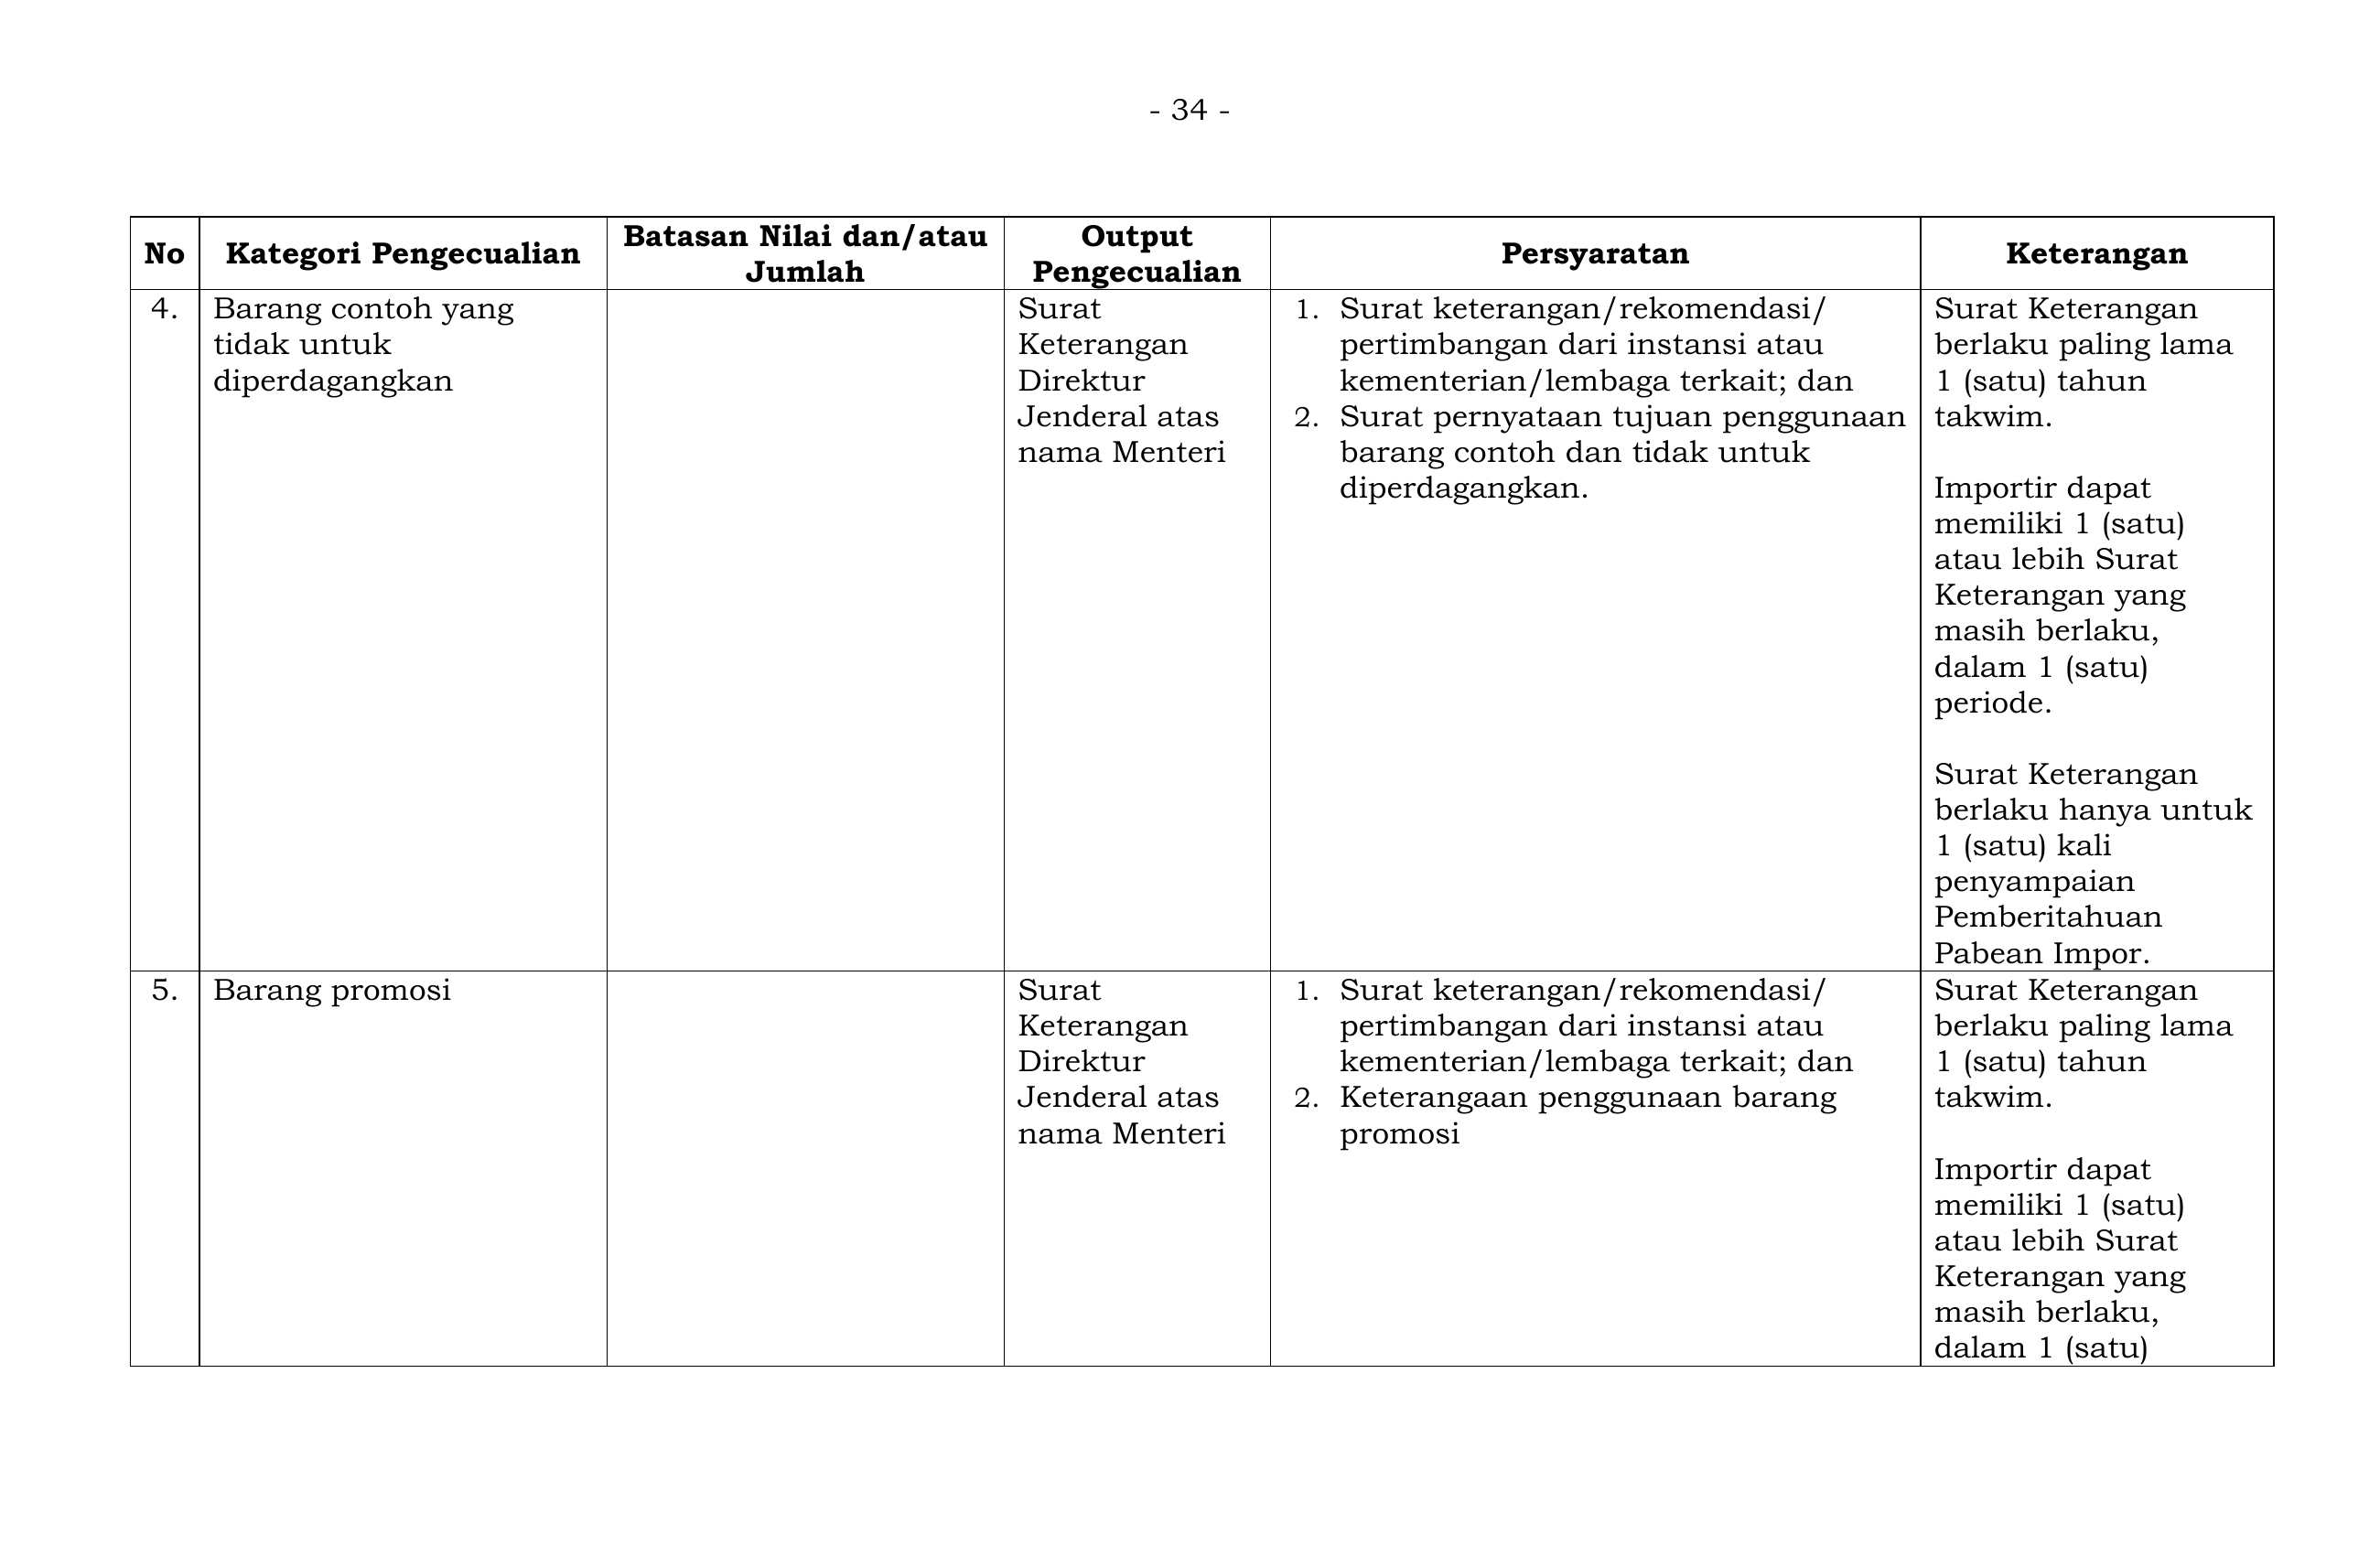 - 34 -
No
Kategori Pengecualian
Batasan Nilai dan/atau
Jumlah
Output
Pengecualian
Persyaratan
Keterangan
4.
Barang contoh yang
tidak untuk
diperdagangkan
Surat
Keterangan
Direktur
Jenderal atas
nama Menteri
1. Surat keterangan/rekomendasi/
pertimbangan dari instansi atau
kementerian/lembaga terkait; dan
2. Surat pernyataan tujuan penggunaan
barang contoh dan tidak untuk
diperdagangkan.
Surat Keterangan
berlaku paling lama
1 (satu) tahun
takwim.
Importir dapat
memiliki 1 (satu)
atau lebih Surat
Keterangan yang
masih berlaku,
dalam 1 (satu)
periode.
Surat Keterangan
berlaku hanya untuk
1 (satu) kali
penyampaian
Pemberitahuan
Pabean Impor.
5.
Barang promosi
Surat
Keterangan
Direktur
Jenderal atas
nama Menteri
1. Surat keterangan/rekomendasi/
pertimbangan dari instansi atau
kementerian/lembaga terkait; dan
2. Keterangaan penggunaan barang
promosi
Surat Keterangan
berlaku paling lama
1 (satu) tahun
takwim.
Importir dapat
memiliki 1 (satu)
atau lebih Surat
Keterangan yang
masih berlaku,
dalam 1 (satu)